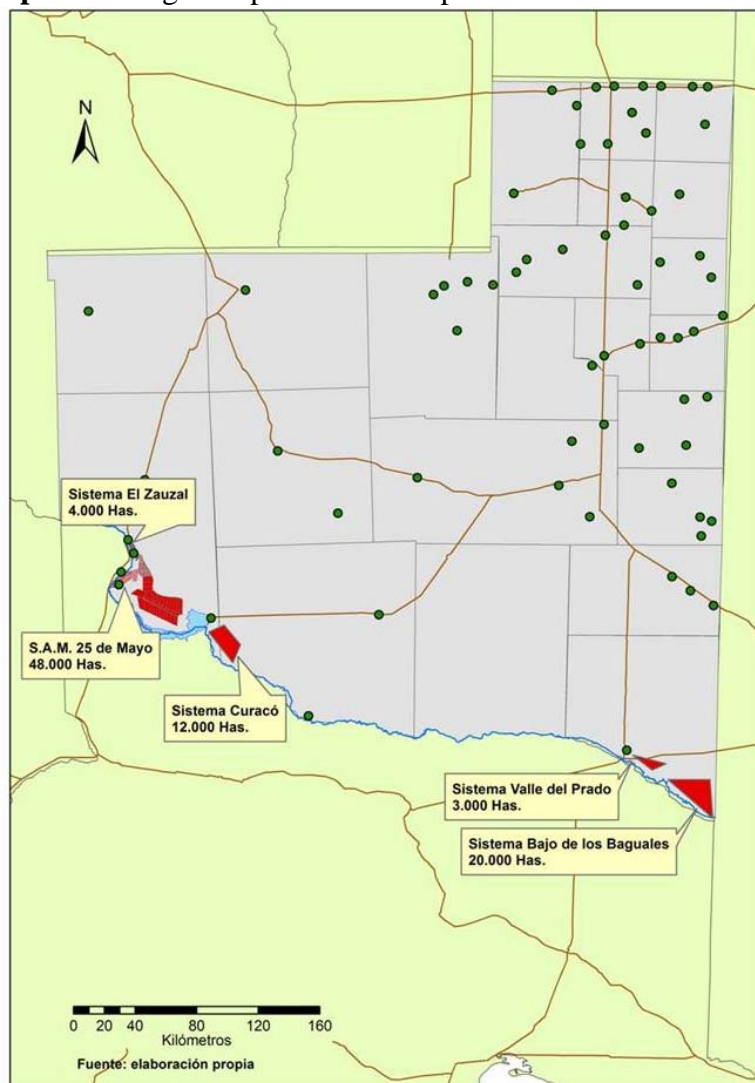 N
Sistema El Zauzal
4.000 Has.
S.A.M. 25 de Mayo
48.000 Has.
Sistema Curacó
12.000 Has.
Sistema Valle del Prado
3.000 Has.
Sistema Bajo de los Baguales
20.000 Has.
0 20 40 80 120 160
Kilómetros
Fuente: elaboración propia